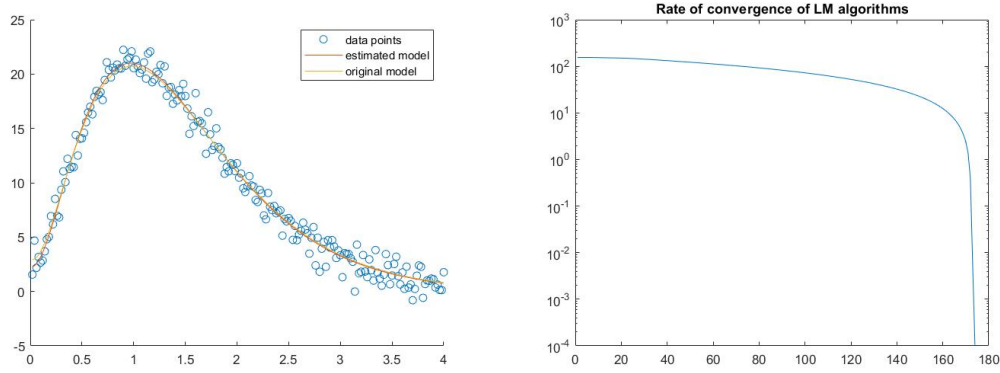 25
20
15
10
5
0
-5
0 0.5 1 1.5 2 2.5 3 3.5 4
data points
estimated model
original model
Rate of convergence of LM algorithms
10³
10²
10¹
10⁰
10⁻¹
10⁻²
10⁻³
10⁻⁴
0 20 40 60 80 100 120 140 160 180